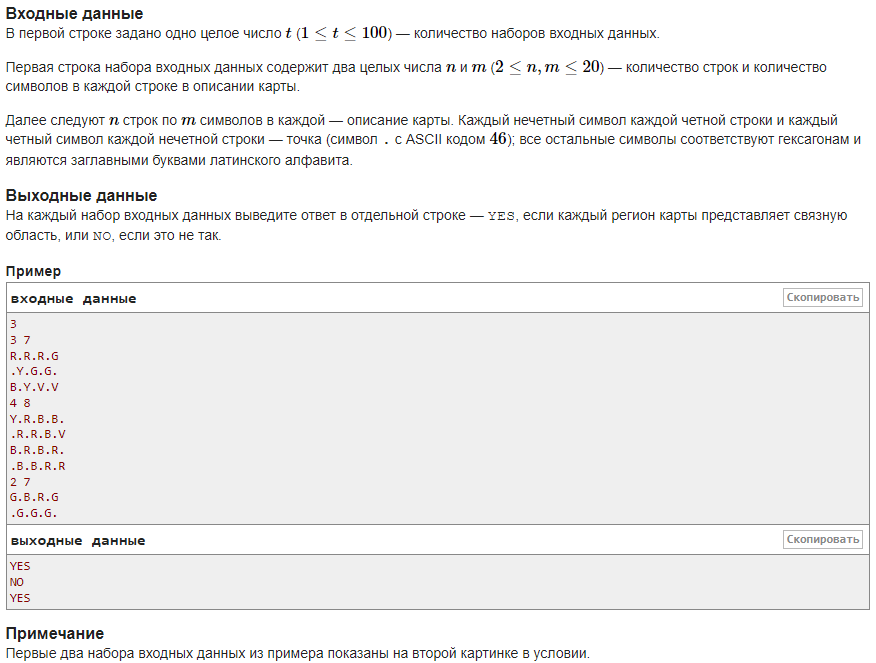 Входные данные
В первой строке задано одно целое число t (1 ≤ t ≤ 100) — количество наборов входных данных.
Первая строка набора входных данных содержит два целых числа n и m (2 ≤ n, m ≤ 20) — количество строк и количество
символов в каждой строке в описании карты.
Далее следуют n строк по m символов в каждой — описание карты. Каждый нечетный символ каждой четной строки и каждый
четный символ каждой нечетной строки — точка (символ . с ASCII кодом 46); все остальные символы соответствуют гексагонам и
являются заглавными буквами латинского алфавита.
Выходные данные
На каждый набор входных данных выведите ответ в отдельной строке — YES, если каждый регион карты представляет связную
область, или NO, если это не так.
Пример
входные данные
Скопировать
3
3 7
R.R.R.G
.Y.G.G.
B.Y.V.V
4 8
Y.R.B.B.
.R.R.B.V
B.R.B.R.
.B.B.R.R
2 7
G.B.R.G
.G.G.G.
выходные данные
Скопировать
YES
NO
YES
Примечание
Первые два набора входных данных из примера показаны на второй картинке в условии.